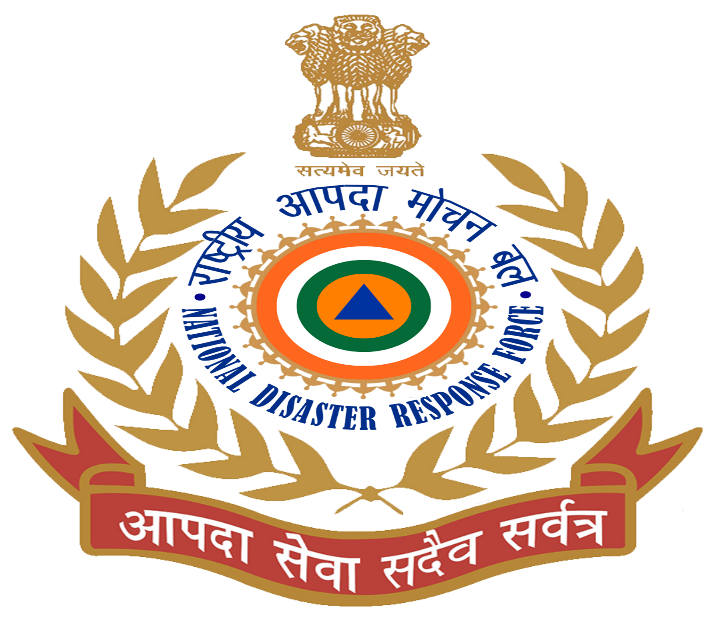 सत्यमेव जयते
राष्ट्रीय आपदा मोचन बल
NATIONAL DISASTER RESPONSE FORCE
आपदा सेवा सदैव सर्वत्र